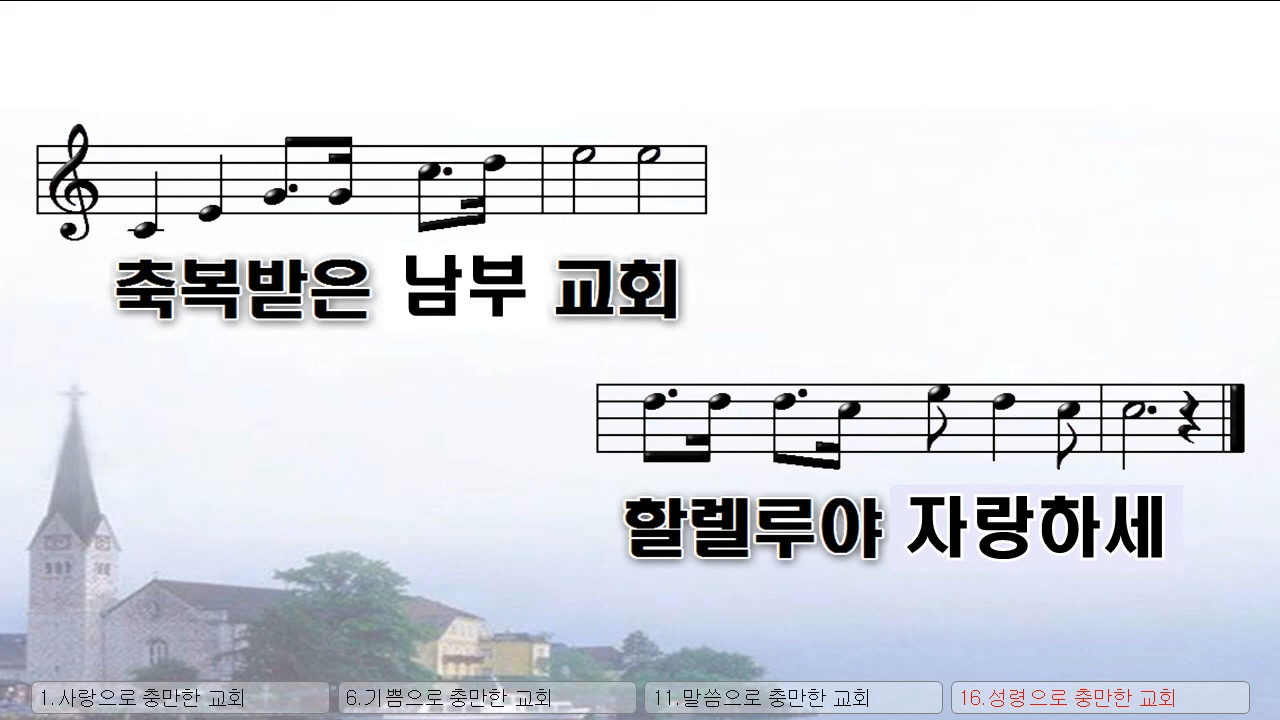 축복받은 남부 교회
할렐루야 자랑하세
1.사랑으로 충만한 교회
6.기쁨으로 충만한 교회
11.말씀으로 충만한 교회
16.성령으로 충만한 교회